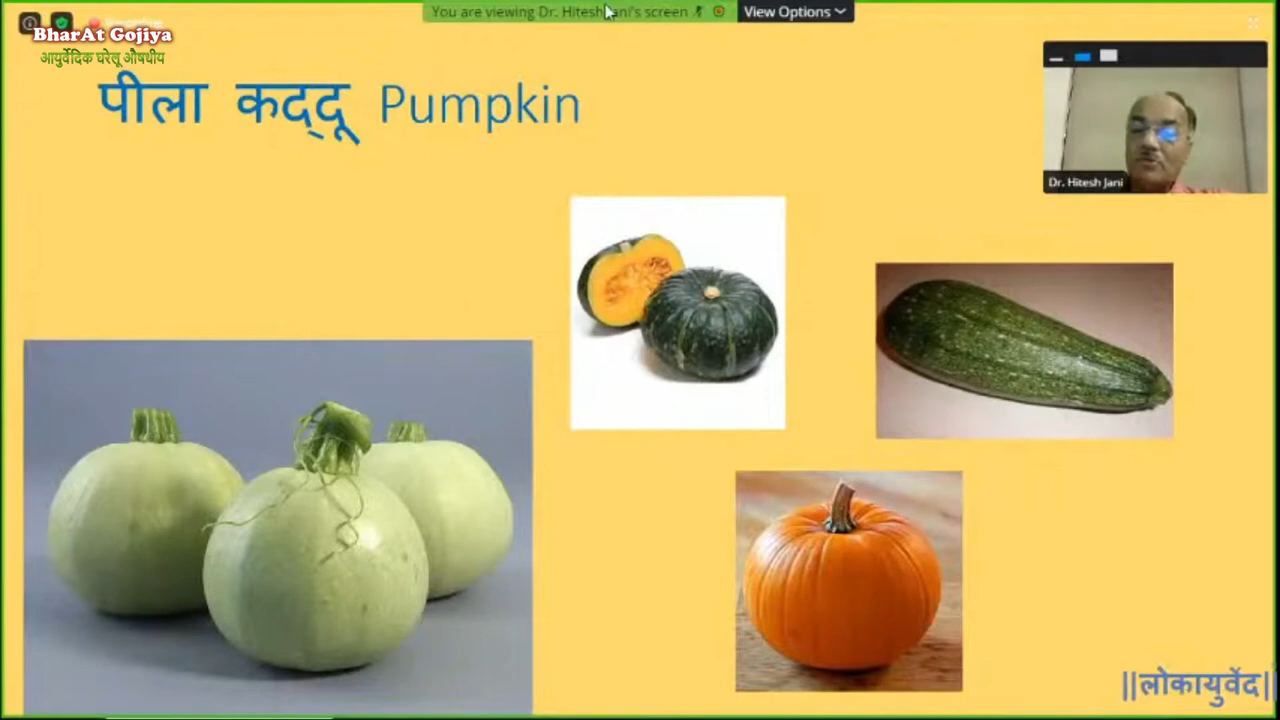 You are viewing Dr. Hitesh Jani's screen
View Options
BharAt Gojiya
आयुर्वेदिक घरेलू औषधीय
पीला कद्दू Pumpkin
Dr. Hitesh Jani
||लोकायुर्वेद||